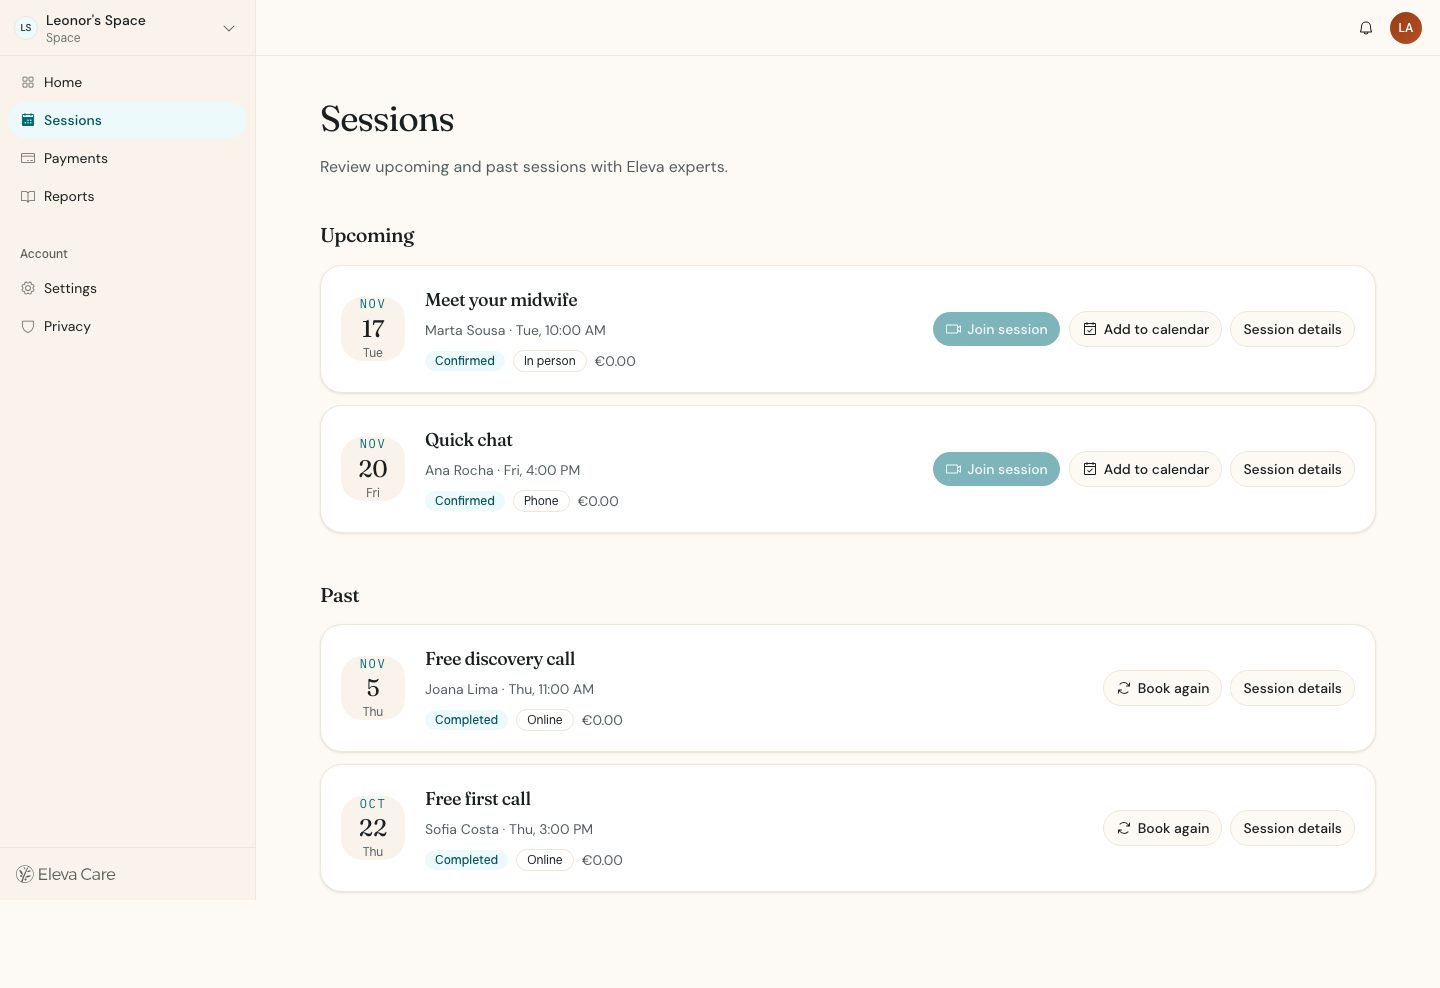 LS
Leonor's Space
Space
LA
Home
Sessions
Payments
Reports
Account
Settings
Privacy
Eleva Care
Sessions
Review upcoming and past sessions with Eleva experts.
Upcoming
NOV
17
Tue
Meet your midwife
Marta Sousa · Tue, 10:00 AM
Confirmed In person €0.00
Join session Add to calendar Session details
NOV
20
Fri
Quick chat
Ana Rocha · Fri, 4:00 PM
Confirmed Phone €0.00
Join session Add to calendar Session details
Past
NOV
5
Thu
Free discovery call
Joana Lima · Thu, 11:00 AM
Completed Online €0.00
Book again Session details
OCT
22
Thu
Free first call
Sofia Costa · Thu, 3:00 PM
Completed Online €0.00
Book again Session details